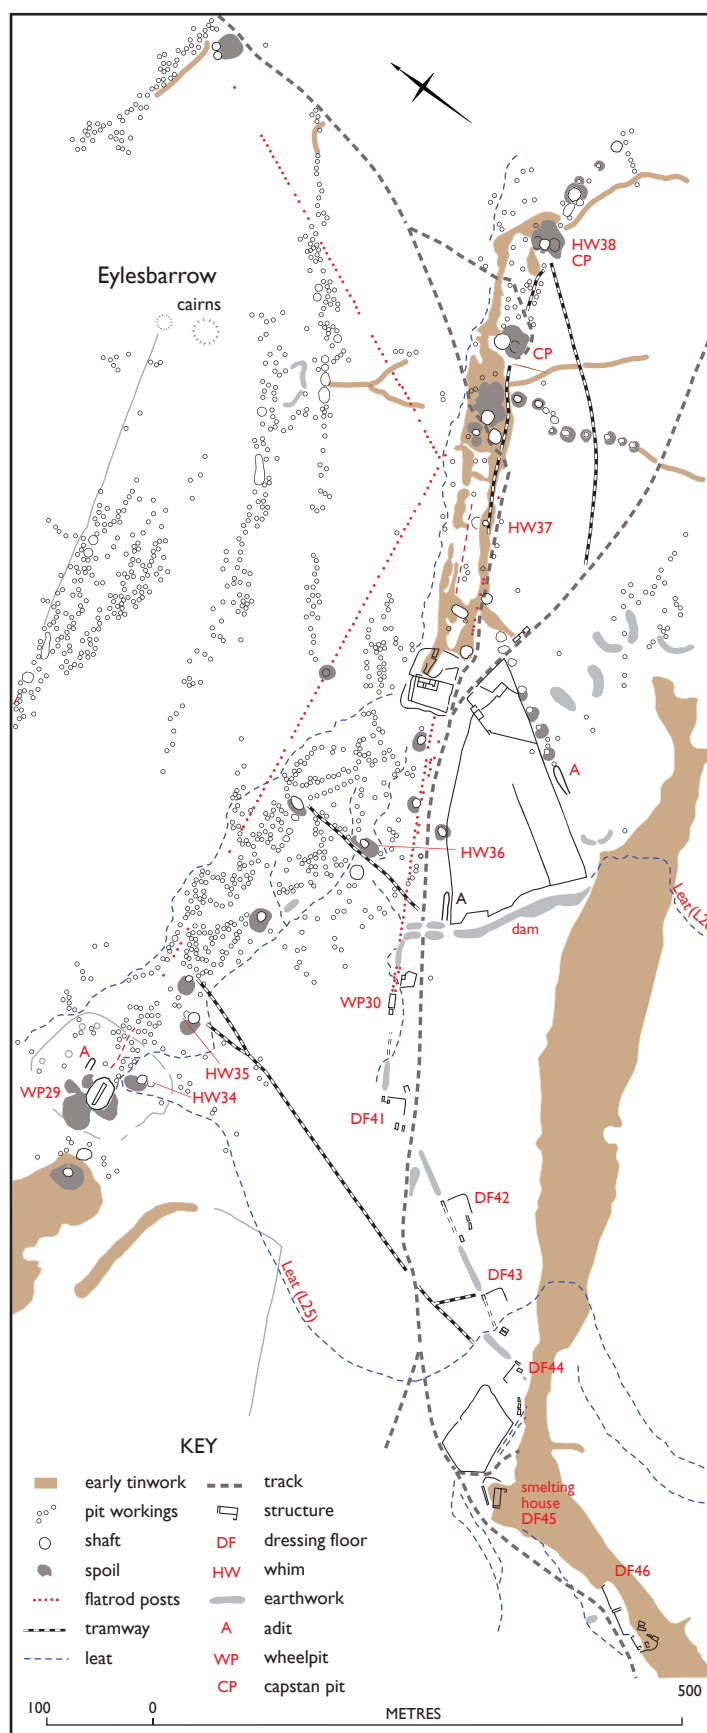 HW38
CP
Eylesbarrow
cairns
CP
HW37
A
HW36
Leat (L2
A
dam
WP30
A
HW35
WP29
HW34
DF41
DF42
DF43
Leat (L25)
DF44
KEY
early tinwork
track
pit workings
structure
smelting
house
DF45
shaft
DF
dressing floor
spoil
HW
whim
DF46
flatrod posts
earthwork
tramway
A
adit
leat
WP
wheelpit
CP
capstan pit
100
0
METRES
500